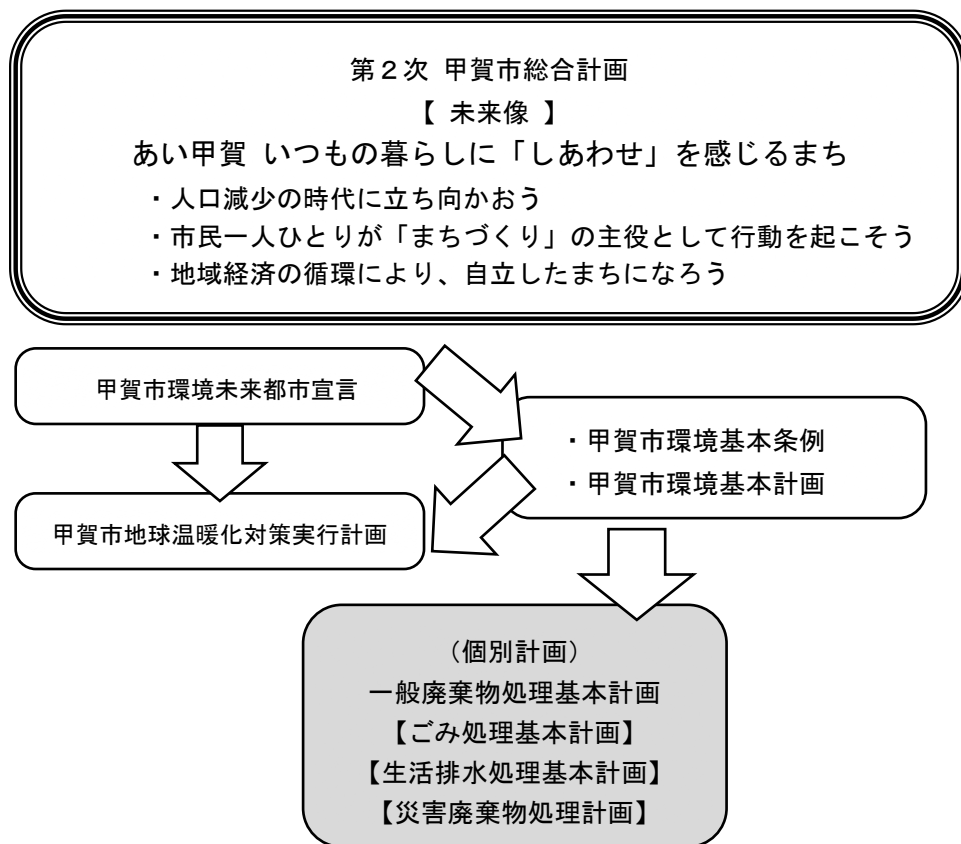 第２次 甲賀市総合計画
【 未来像 】
あい甲賀 いつもの暮らしに「しあわせ」を感じるまち
・人口減少の時代に立ち向かおう
・市民一人ひとりが「まちづくり」の主役として行動を起こそう
・地域経済の循環により、自立したまちになろう
甲賀市環境未来都市宣言
・甲賀市環境基本条例
・甲賀市環境基本計画
甲賀市地球温暖化対策実行計画
（個別計画）
一般廃棄物処理基本計画
【ごみ処理基本計画】
【生活排水処理基本計画】
【災害廃棄物処理計画】